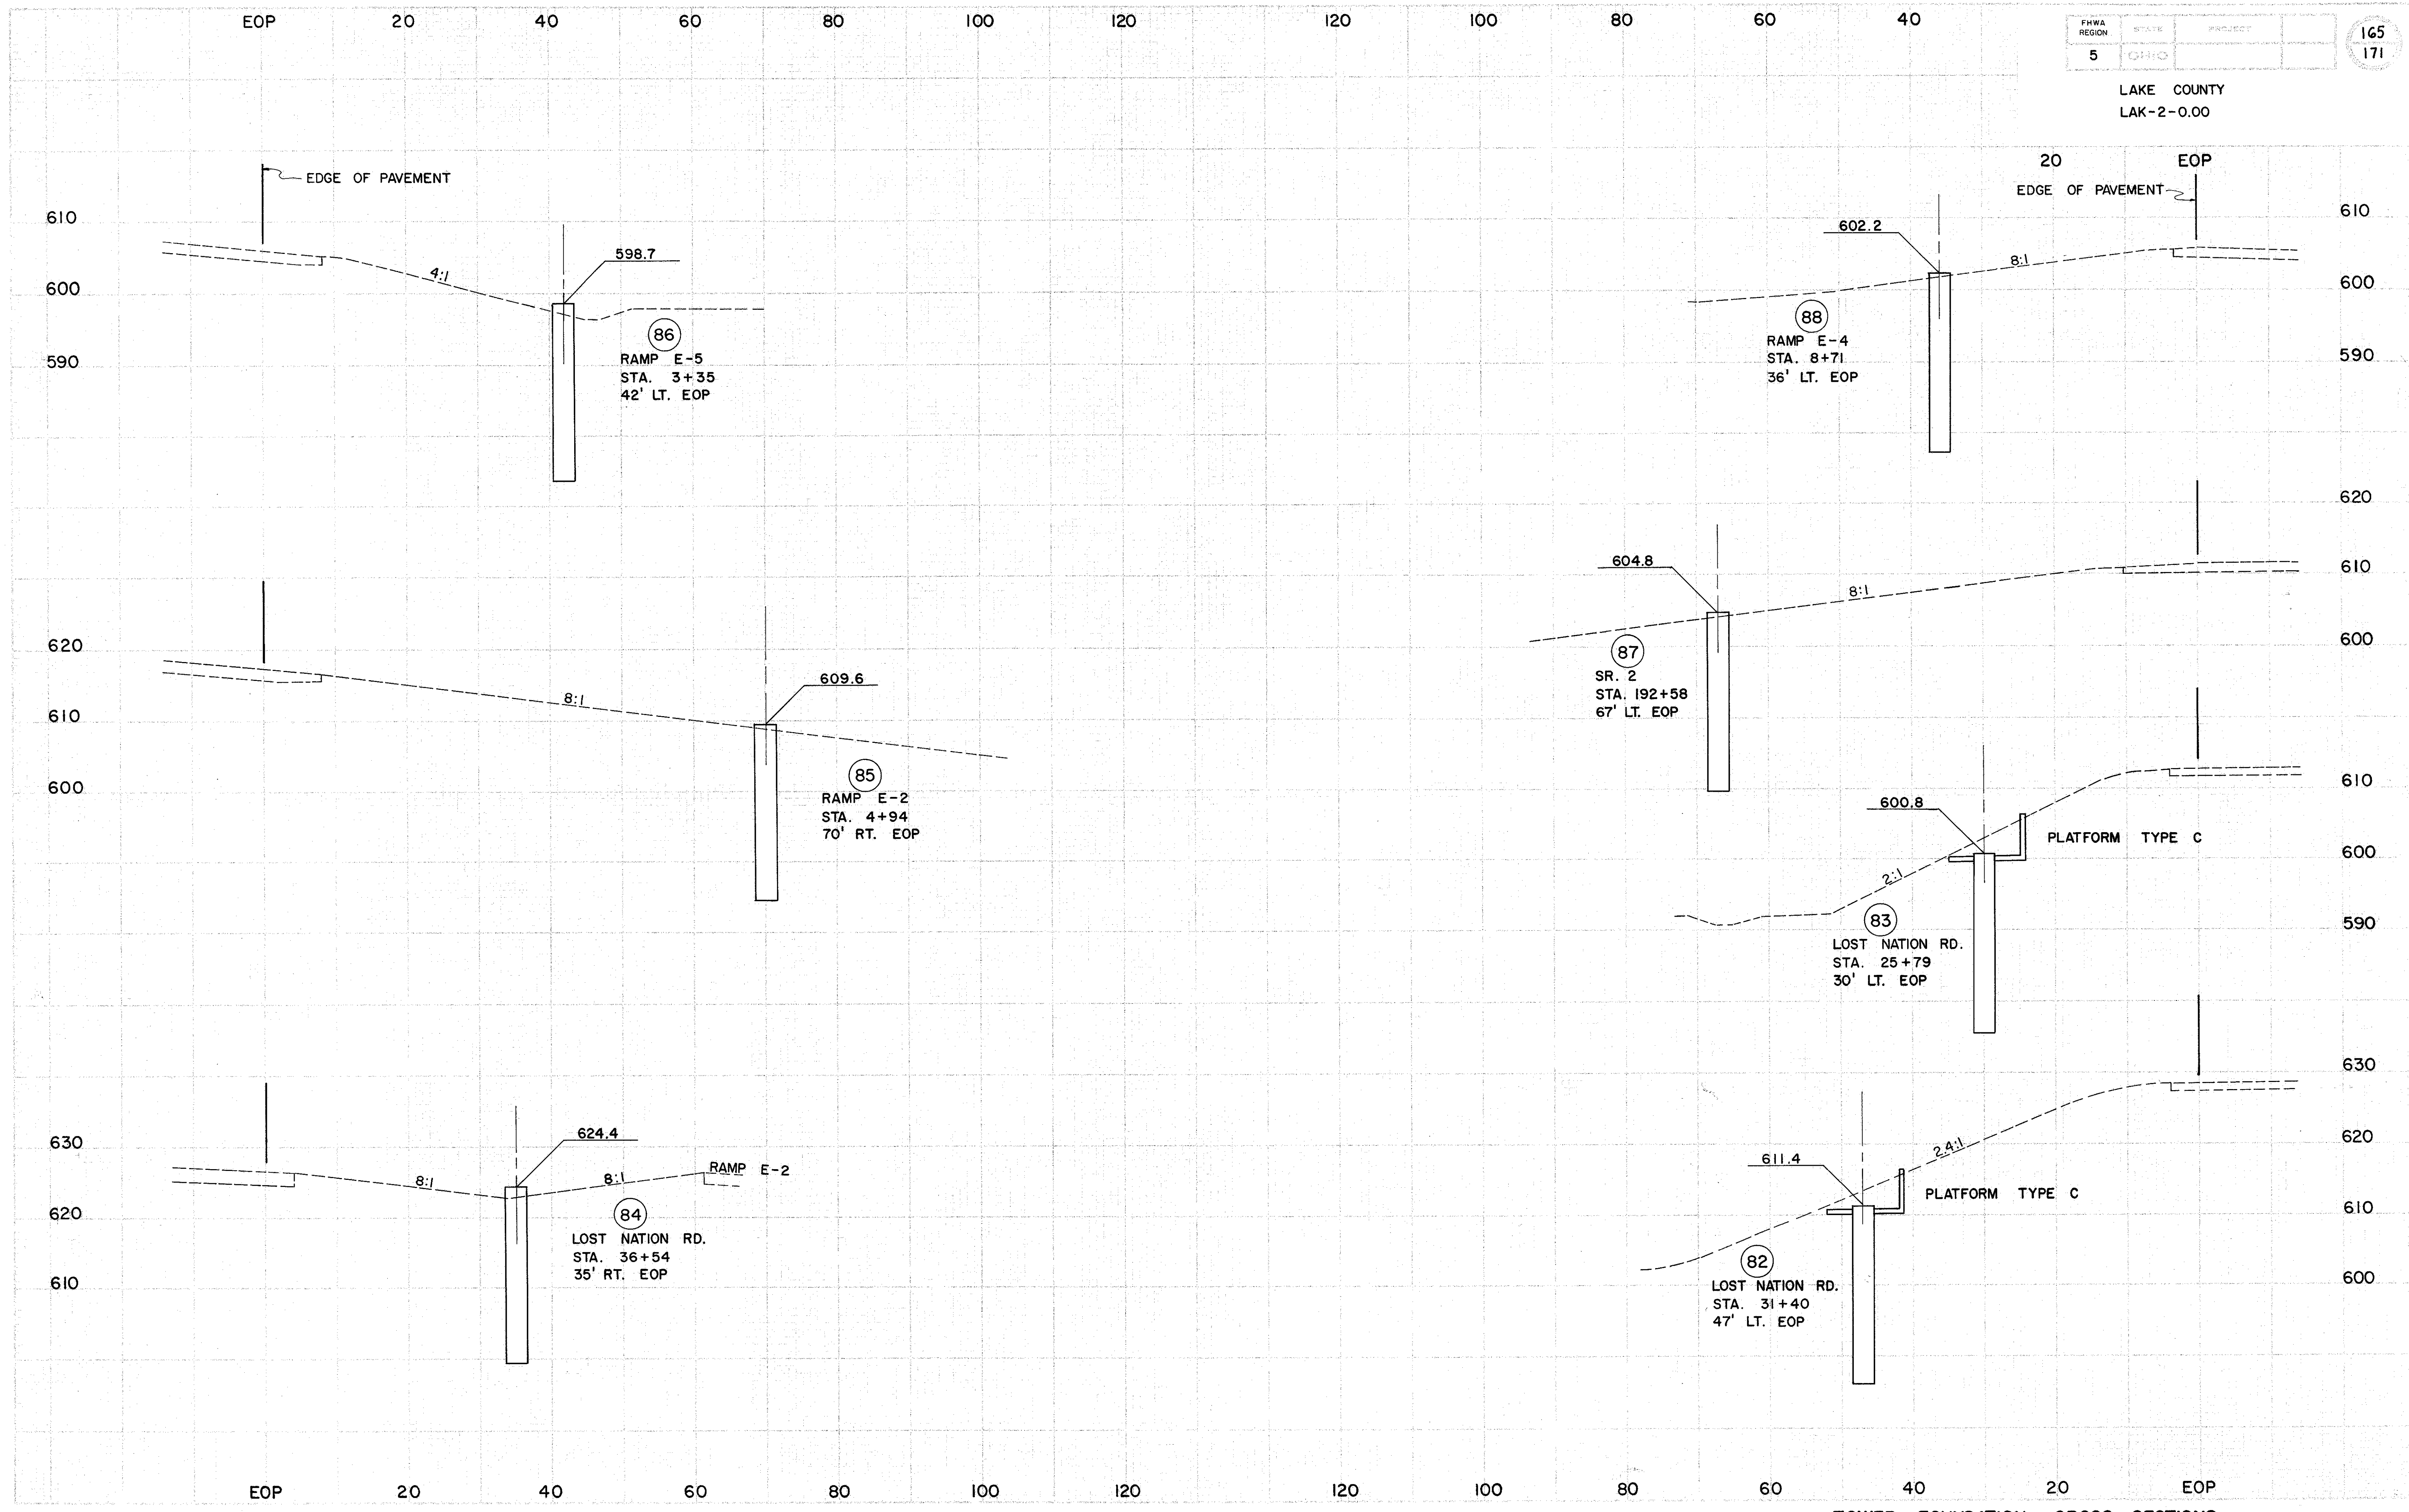 EOP 20 40 60 80 100 120 120 100 80 60 40
FHWA REGION STATE PROJECT
5 OHIO
165
171
LAKE COUNTY
LAK-2-0.00
20 EOP
EDGE OF PAVEMENT
EDGE OF PAVEMENT
610
600
590
4:1
598.7
86
RAMP E-5
STA. 3+35
42' LT. EOP
602.2
8:1
88
RAMP E-4
STA. 8+71
36' LT. EOP
610
600
590
620
610
600
8:1
609.6
85
RAMP E-2
STA. 4+94
70' RT. EOP
604.8
8:1
87
SR. 2
STA. 192+58
67' LT. EOP
620
610
600
600.8
PLATFORM TYPE C
2:1
83
LOST NATION RD.
STA. 25+79
30' LT. EOP
610
600
590
630
620
610
8:1
624.4
8:1
RAMP E-2
84
LOST NATION RD.
STA. 36+54
35' RT. EOP
611.4
2.4:1
PLATFORM TYPE C
82
LOST NATION RD.
STA. 31+40
47' LT. EOP
630
620
610
600
EOP 20 40 60 80 100 120 120 100 80 60 40 20 EOP